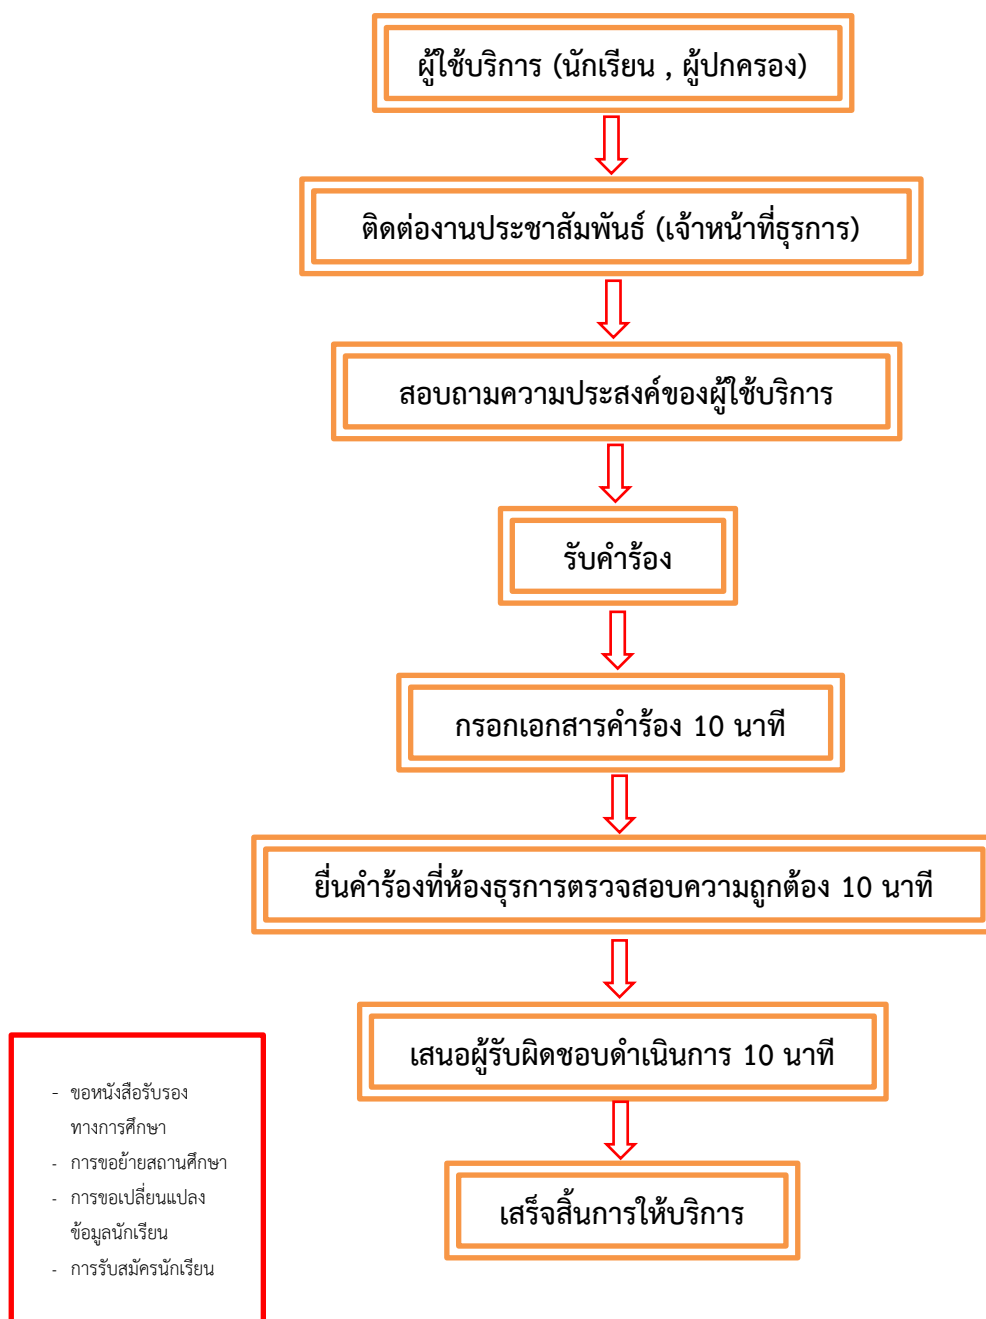 ผู้ใช้บริการ (นักเรียน , ผู้ปกครอง)
ติดต่องานประชาสัมพันธ์ (เจ้าหน้าที่ธุรการ)
สอบถามความประสงค์ของผู้ใช้บริการ
รับคำร้อง
กรอกเอกสารคำร้อง 10 นาที
ยื่นคำร้องที่ห้องธุรการตรวจสอบความถูกต้อง 10 นาที
เสนอผู้รับผิดชอบดำเนินการ 10 นาที
เสร็จสิ้นการให้บริการ
- ขอหนังสือรับรอง
ทางการศึกษา
- การขอย้ายสถานศึกษา
- การขอเปลี่ยนแปลง
ข้อมูลนักเรียน
- การรับสมัครนักเรียน